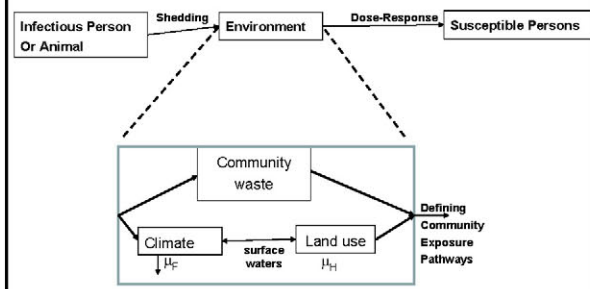 Shedding
Dose-Response
Infectious Person
Or Animal
Environment
Susceptible Persons
Community
waste
Climate
surface
waters
Land use
μF
μH
Defining
Community
Exposure
Pathways